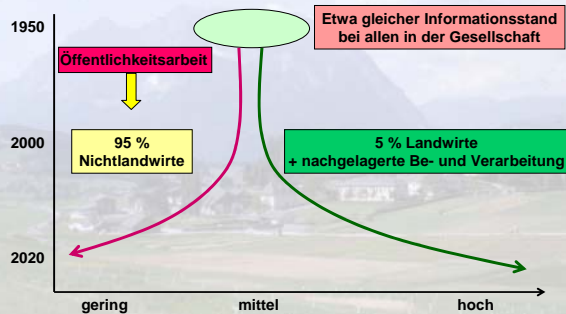 1950
Etwa gleicher Informationsstand
bei allen in der Gesellschaft
Öffentlichkeitsarbeit
2000
95 %
Nichtlandwirte
5 % Landwirte
+ nachgelagerte Be- und Verarbeitung
2020
gering mittel hoch